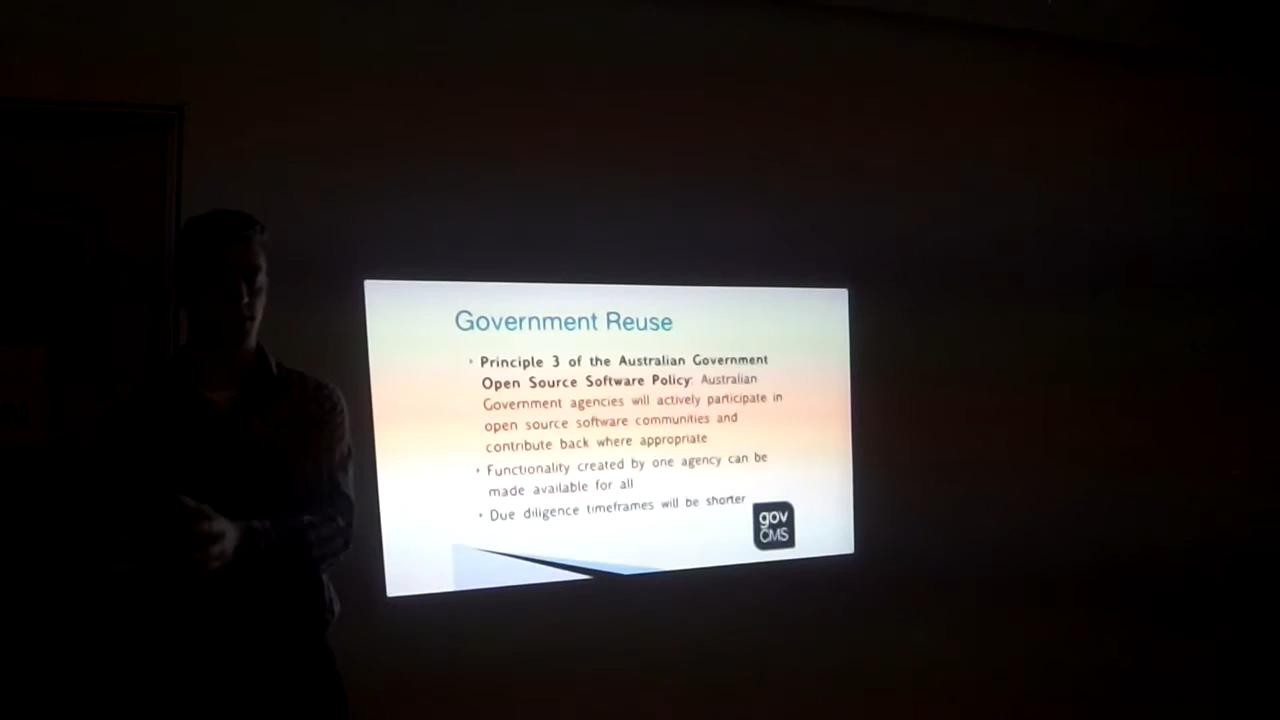 Government Reuse
Principle 3 of the Australian Government
Open Source Software Policy: Australian
Government agencies will actively participate in
open source software communities and
contribute back where appropriate
Functionality created by one agency can be
made available for all
Due diligence timeframes will be shorter
gov
CMS